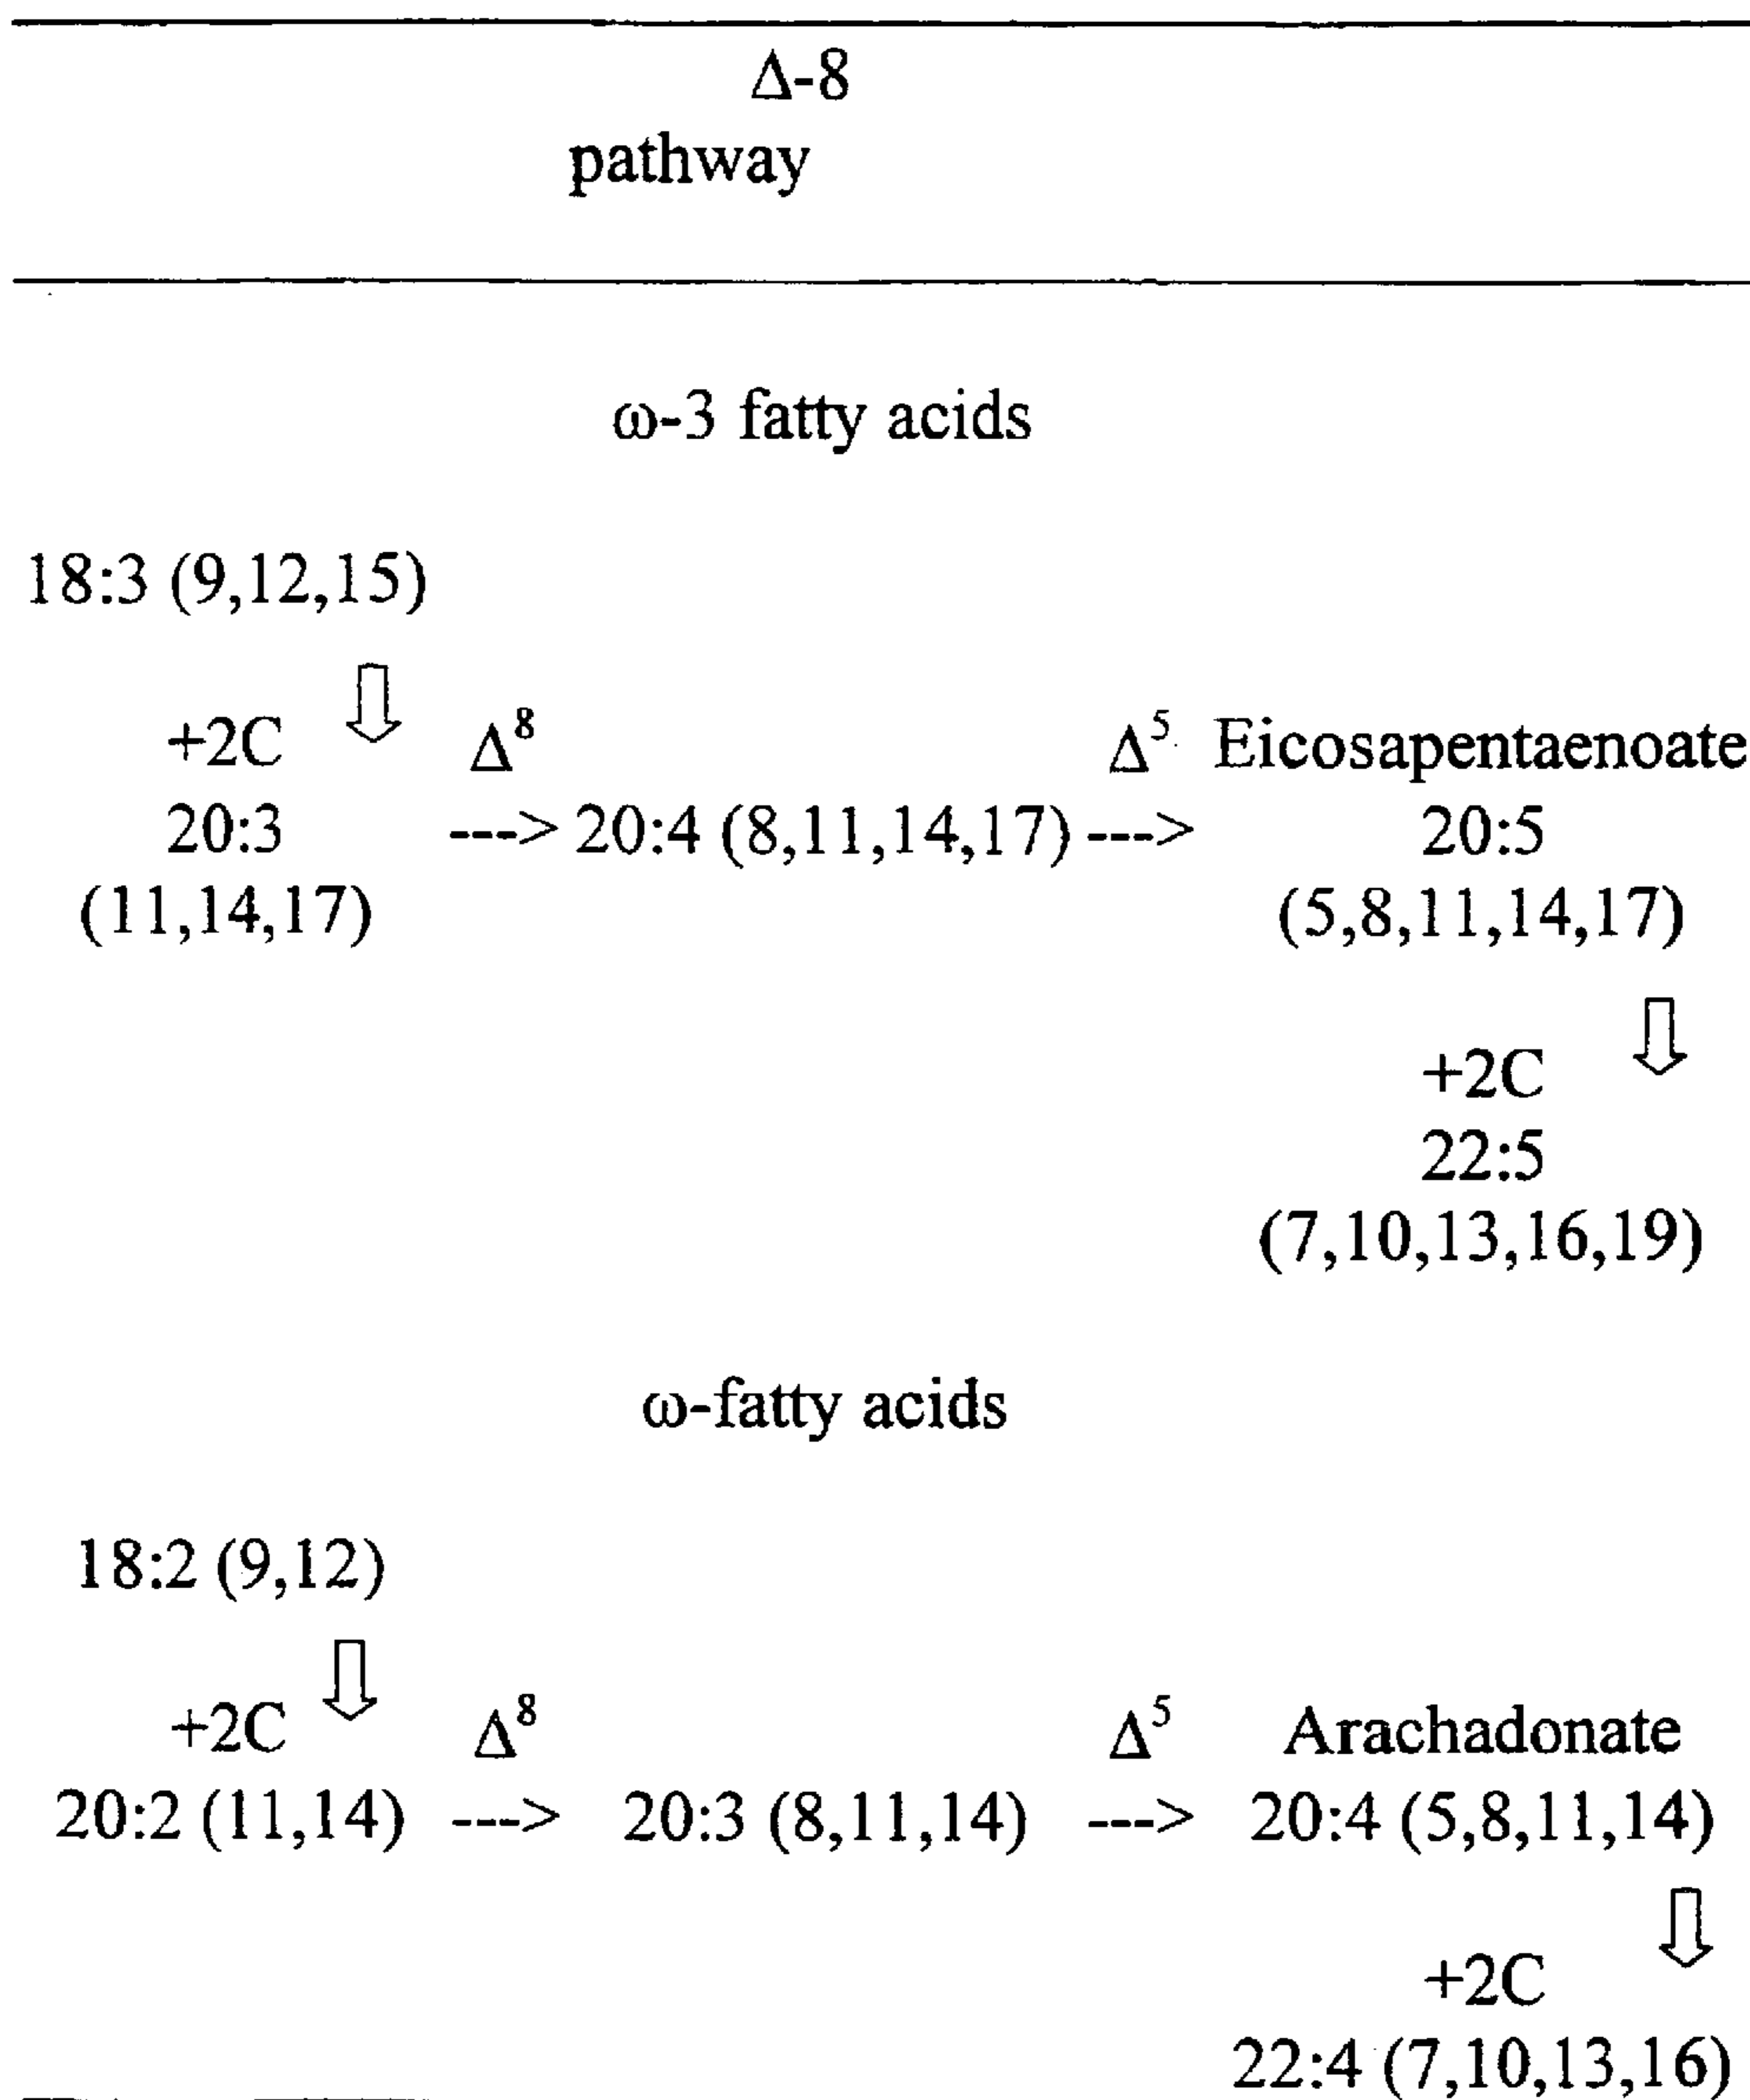 Δ-8
pathway
ω-3 fatty acids
18:3 (9,12,15)
+2C Δ⁸ Δ⁵ Eicosapentaenoate
20:3 ---> 20:4 (8,11,14,17) ---> 20:5
(11,14,17) (5,8,11,14,17)
+2C
22:5
(7,10,13,16,19)
ω-fatty acids
18:2 (9,12)
+2C Δ⁸ Δ⁵ Arachadonate
20:2 (11,14) ---> 20:3 (8,11,14) ---> 20:4 (5,8,11,14)
+2C
22:4 (7,10,13,16)